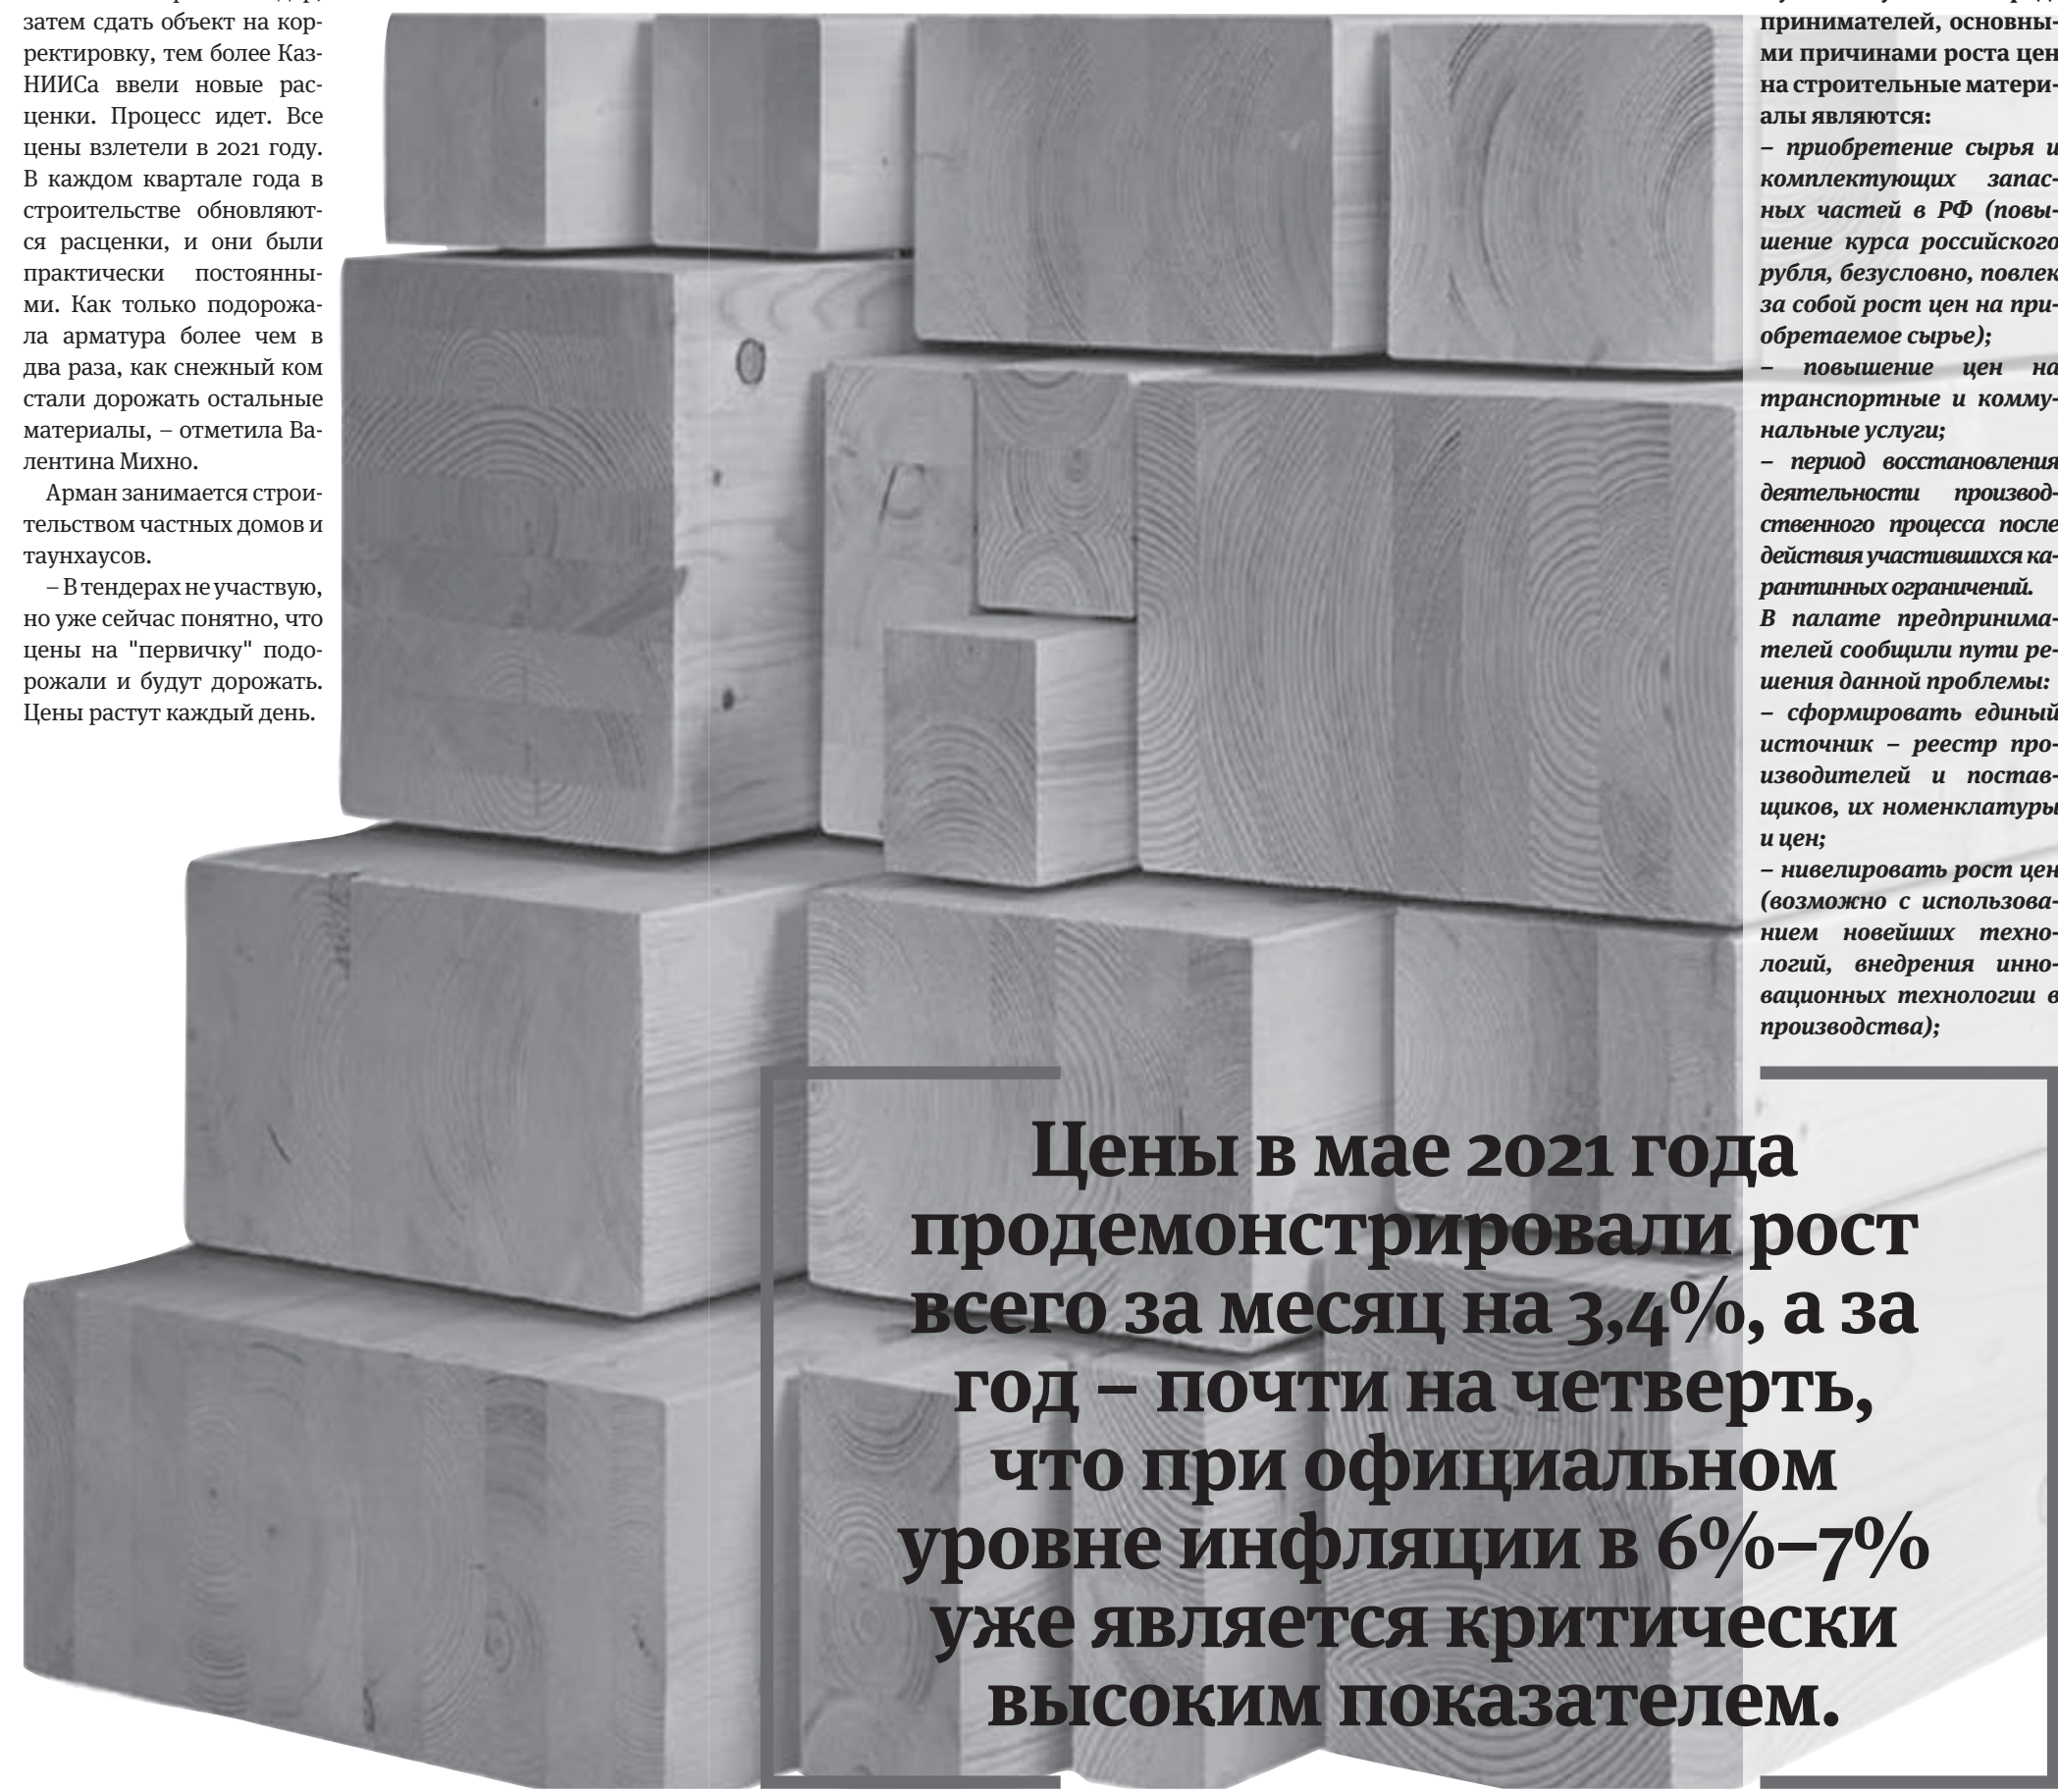 затем сдать объект на кор-
ректировку, тем более Каз-
НИИСа ввели новые рас-
ценки. Процесс идет. Все
цены взлетели в 2021 году.
В каждом квартале года в
строительстве обновляют-
ся расценки, и они были
практически постоянны-
ми. Как только подорожа-
ла арматура более чем в
два раза, как снежный ком
стали дорожать остальные
материалы, – отметила Ва-
лентина Михно.
Арман занимается строи-
тельством частных домов и
таунхаусов.
– В тендерах не участвую,
но уже сейчас понятно, что
цены на "первичку" подо-
рожали и будут дорожать.
Цены растут каждый день.
принимателей, основны-
ми причинами роста цен
на строительные матери-
алы являются:
– приобретение сырья и
комплектующих запас-
ных частей в РФ (повы-
шение курса российского
рубля, безусловно, повлек
за собой рост цен на при-
обретаемое сырье);
– повышение цен на
транспортные и комму-
нальные услуги;
– период восстановления
деятельности производ-
ственного процесса после
действия участившихся ка-
рантинных ограничений.
В палате предпринима-
телей сообщили пути ре-
шения данной проблемы:
– сформировать единый
источник – реестр про-
изводителей и постав-
щиков, их номенклатуры
и цен;
– нивелировать рост цен
(возможно с использова-
нием новейших техно-
логий, внедрения инно-
вационных технологии в
производства);
Цены в мае 2021 года
продемонстрировали рост
всего за месяц на 3,4%, а за
год – почти на четверть,
что при официальном
уровне инфляции в 6%–7%
уже является критически
высоким показателем.